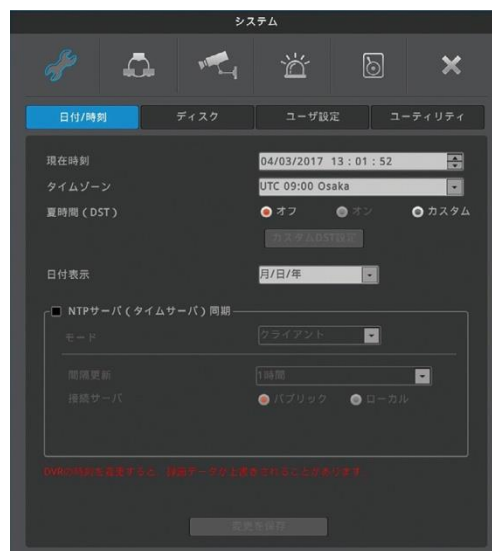 システム
日付/時刻 ディスク ユーザ設定 ユーティリティ
現在時刻 04/03/2017 13 : 01 : 52
タイムゾーン UTC 09:00 Osaka
夏時間 ( DST ) オフ オン カスタム
カスタムDST設定
日付表示 月/日/年
NTPサーバ ( タイムサーバ ) 同期
モード クライアント
間隔更新 1時間
接続サーバ パブリック ローカル
DVRの時刻を変更すると 録画データが上書きされることがあります
変更を保存